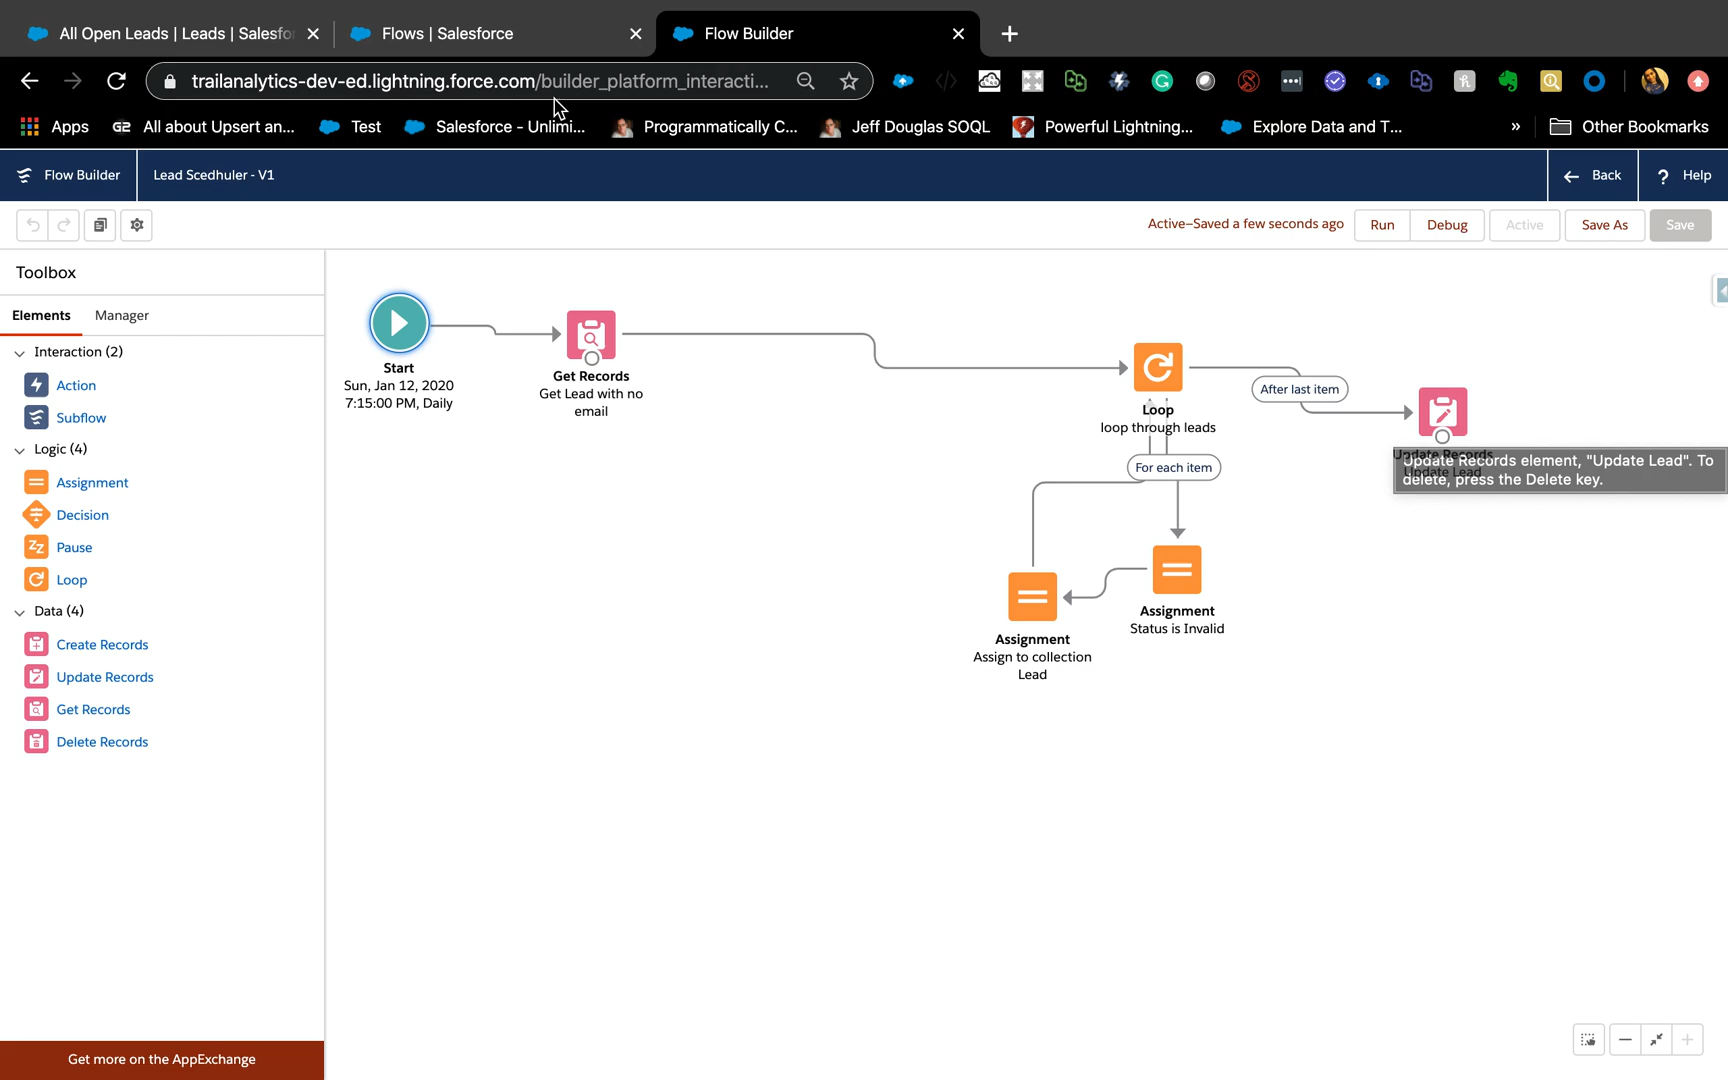 All Open Leads | Leads | Salesfo
Flows | Salesforce
Flow Builder
trailanalytics-dev-ed.lightning.force.com/builder_platform_interacti...
Apps
G2 All about Upsert an...
Test
Salesforce - Unlimi...
Programmatically C...
Jeff Douglas SOQL
Powerful Lightning...
Explore Data and T...
»
Other Bookmarks
Flow Builder
Lead Scedhuler - V1
Back
? Help
Active—Saved a few seconds ago
Run
Debug
Active
Save As
Save
Toolbox
Elements
Manager
Interaction (2)
Action
Subflow
Logic (4)
Assignment
Decision
Pause
Loop
Data (4)
Create Records
Update Records
Get Records
Delete Records
Get more on the AppExchange
Start
Sun, Jan 12, 2020
7:15:00 PM, Daily
Get Records
Get Lead with no
email
Loop
loop through leads
After last item
For each item
Update Records
Update Lead
Update Records element, "Update Lead". To
delete, press the Delete key.
Assignment
Status is Invalid
Assignment
Assign to collection
Lead